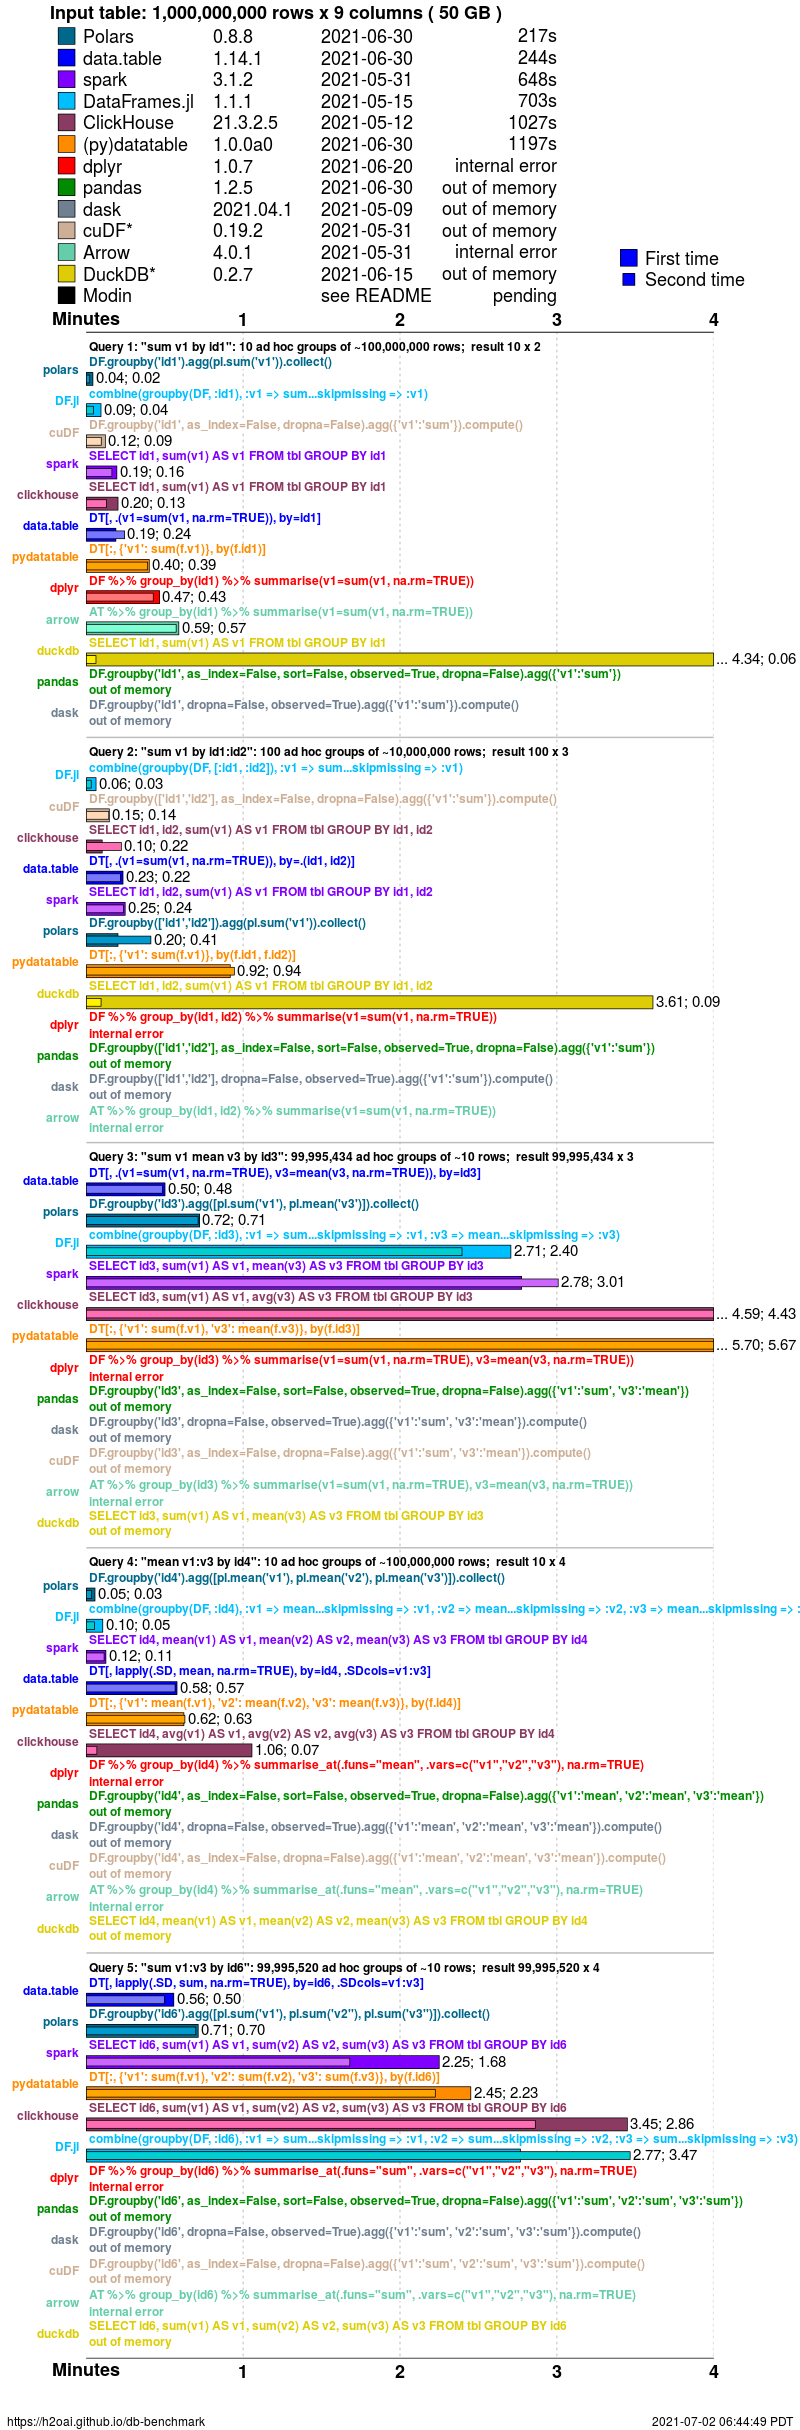 Input table: 1,000,000,000 rows x 9 columns ( 50 GB )
Polars 0.8.8 2021-06-30 217s
data.table 1.14.1 2021-06-30 244s
spark 3.1.2 2021-05-31 648s
DataFrames.jl 1.1.1 2021-05-15 703s
ClickHouse 21.3.2.5 2021-05-12 1027s
(py)datatable 1.0.0a0 2021-06-30 1197s
dplyr 1.0.7 2021-06-20 internal error
pandas 1.2.5 2021-06-30 out of memory
dask 2021.04.1 2021-05-09 out of memory
cuDF* 0.19.2 2021-05-31 out of memory
Arrow 4.0.1 2021-05-31 internal error
DuckDB* 0.2.7 2021-06-15 out of memory
Modin see README pending
First time
Second time
Minutes 1 2 3 4
Query 1: "sum v1 by id1": 10 ad hoc groups of ~100,000,000 rows; result 10 x 2
DF.groupby('id1').agg(pl.sum('v1')).collect()
polars 0.04; 0.02
combine(groupby(DF, :id1), :v1 => sum...skipmissing => :v1)
DF.jl 0.09; 0.04
DF.groupby('id1', as_index=False, dropna=False).agg({'v1':'sum'}).compute()
cuDF 0.12; 0.09
SELECT id1, sum(v1) AS v1 FROM tbl GROUP BY id1
spark 0.19; 0.16
SELECT id1, sum(v1) AS v1 FROM tbl GROUP BY id1
clickhouse 0.20; 0.13
DT[, .(v1=sum(v1, na.rm=TRUE)), by=id1]
data.table 0.19; 0.24
DT[:, {'v1': sum(f.v1)}, by(f.id1)]
pydatatable 0.40; 0.39
DF %>% group_by(id1) %>% summarise(v1=sum(v1, na.rm=TRUE))
dplyr 0.47; 0.43
AT %>% group_by(id1) %>% summarise(v1=sum(v1, na.rm=TRUE))
arrow 0.59; 0.57
SELECT id1, sum(v1) AS v1 FROM tbl GROUP BY id1
duckdb ... 4.34; 0.06
DF.groupby('id1', as_index=False, sort=False, observed=True, dropna=False).agg({'v1':'sum'})
pandas out of memory
DF.groupby('id1', dropna=False, observed=True).agg({'v1':'sum'}).compute()
dask out of memory
Query 2: "sum v1 by id1:id2": 100 ad hoc groups of ~10,000,000 rows; result 100 x 3
combine(groupby(DF, [:id1, :id2]), :v1 => sum...skipmissing => :v1)
DF.jl 0.06; 0.03
DF.groupby(['id1','id2'], as_index=False, dropna=False).agg({'v1':'sum'}).compute()
cuDF 0.15; 0.14
SELECT id1, id2, sum(v1) AS v1 FROM tbl GROUP BY id1, id2
clickhouse 0.10; 0.22
DT[, .(v1=sum(v1, na.rm=TRUE)), by=.(id1, id2)]
data.table 0.23; 0.22
SELECT id1, id2, sum(v1) AS v1 FROM tbl GROUP BY id1, id2
spark 0.25; 0.24
DF.groupby(['id1','id2']).agg(pl.sum('v1')).collect()
polars 0.20; 0.41
DT[:, {'v1': sum(f.v1)}, by(f.id1, f.id2)]
pydatatable 0.92; 0.94
SELECT id1, id2, sum(v1) AS v1 FROM tbl GROUP BY id1, id2
duckdb 3.61; 0.09
DF %>% group_by(id1, id2) %>% summarise(v1=sum(v1, na.rm=TRUE))
dplyr internal error
DF.groupby(['id1','id2'], as_index=False, sort=False, observed=True, dropna=False).agg({'v1':'sum'})
pandas out of memory
DF.groupby(['id1','id2'], dropna=False, observed=True).agg({'v1':'sum'}).compute()
dask out of memory
AT %>% group_by(id1, id2) %>% summarise(v1=sum(v1, na.rm=TRUE))
arrow internal error
Query 3: "sum v1 mean v3 by id3": 99,995,434 ad hoc groups of ~10 rows; result 99,995,434 x 3
DT[, .(v1=sum(v1, na.rm=TRUE), v3=mean(v3, na.rm=TRUE)), by=id3]
data.table 0.50; 0.48
DF.groupby('id3').agg([pl.sum('v1'), pl.mean('v3')]).collect()
polars 0.72; 0.71
combine(groupby(DF, :id3), :v1 => sum...skipmissing => :v1, :v3 => mean...skipmissing => :v3)
DF.jl 2.71; 2.40
SELECT id3, sum(v1) AS v1, mean(v3) AS v3 FROM tbl GROUP BY id3
spark 2.78; 3.01
SELECT id3, sum(v1) AS v1, avg(v3) AS v3 FROM tbl GROUP BY id3
clickhouse ... 4.59; 4.43
DT[:, {'v1': sum(f.v1), 'v3': mean(f.v3)}, by(f.id3)]
pydatatable ... 5.70; 5.67
DF %>% group_by(id3) %>% summarise(v1=sum(v1, na.rm=TRUE), v3=mean(v3, na.rm=TRUE))
dplyr internal error
DF.groupby('id3', as_index=False, sort=False, observed=True, dropna=False).agg({'v1':'sum', 'v3':'mean'})
pandas out of memory
DF.groupby('id3', dropna=False, observed=True).agg({'v1':'sum', 'v3':'mean'}).compute()
dask out of memory
DF.groupby('id3', as_index=False, dropna=False).agg({'v1':'sum', 'v3':'mean'}).compute()
cuDF out of memory
AT %>% group_by(id3) %>% summarise(v1=sum(v1, na.rm=TRUE), v3=mean(v3, na.rm=TRUE))
arrow internal error
SELECT id3, sum(v1) AS v1, mean(v3) AS v3 FROM tbl GROUP BY id3
duckdb out of memory
Query 4: "mean v1:v3 by id4": 10 ad hoc groups of ~100,000,000 rows; result 10 x 4
DF.groupby('id4').agg([pl.mean('v1'), pl.mean('v2'), pl.mean('v3')]).collect()
polars 0.05; 0.03
combine(groupby(DF, :id4), :v1 => mean...skipmissing => :v1, :v2 => mean...skipmissing => :v2, :v3 => mean...skipmissing => :
DF.jl 0.10; 0.05
SELECT id4, mean(v1) AS v1, mean(v2) AS v2, mean(v3) AS v3 FROM tbl GROUP BY id4
spark 0.12; 0.11
DT[, lapply(.SD, mean, na.rm=TRUE), by=id4, .SDcols=v1:v3]
data.table 0.58; 0.57
DT[:, {'v1': mean(f.v1), 'v2': mean(f.v2), 'v3': mean(f.v3)}, by(f.id4)]
pydatatable 0.62; 0.63
SELECT id4, avg(v1) AS v1, avg(v2) AS v2, avg(v3) AS v3 FROM tbl GROUP BY id4
clickhouse 1.06; 0.07
DF %>% group_by(id4) %>% summarise_at(.funs="mean", .vars=c("v1","v2","v3"), na.rm=TRUE)
dplyr internal error
DF.groupby('id4', as_index=False, sort=False, observed=True, dropna=False).agg({'v1':'mean', 'v2':'mean', 'v3':'mean'})
pandas out of memory
DF.groupby('id4', dropna=False, observed=True).agg({'v1':'mean', 'v2':'mean', 'v3':'mean'}).compute()
dask out of memory
DF.groupby('id4', as_index=False, dropna=False).agg({'v1':'mean', 'v2':'mean', 'v3':'mean'}).compute()
cuDF out of memory
AT %>% group_by(id4) %>% summarise_at(.funs="mean", .vars=c("v1","v2","v3"), na.rm=TRUE)
arrow internal error
SELECT id4, mean(v1) AS v1, mean(v2) AS v2, mean(v3) AS v3 FROM tbl GROUP BY id4
duckdb out of memory
Query 5: "sum v1:v3 by id6": 99,995,520 ad hoc groups of ~10 rows; result 99,995,520 x 4
DT[, lapply(.SD, sum, na.rm=TRUE), by=id6, .SDcols=v1:v3]
data.table 0.56; 0.50
DF.groupby('id6').agg([pl.sum('v1'), pl.sum('v2''), pl.sum('v3'')]).collect()
polars 0.71; 0.70
SELECT id6, sum(v1) AS v1, sum(v2) AS v2, sum(v3) AS v3 FROM tbl GROUP BY id6
spark 2.25; 1.68
DT[:, {'v1': sum(f.v1), 'v2': sum(f.v2), 'v3': sum(f.v3)}, by(f.id6)]
pydatatable 2.45; 2.23
SELECT id6, sum(v1) AS v1, sum(v2) AS v2, sum(v3) AS v3 FROM tbl GROUP BY id6
clickhouse 3.45; 2.86
combine(groupby(DF, :id6), :v1 => sum...skipmissing => :v1, :v2 => sum...skipmissing => :v2, :v3 => sum...skipmissing => :v3)
DF.jl 2.77; 3.47
DF %>% group_by(id6) %>% summarise_at(.funs="sum", .vars=c("v1","v2","v3"), na.rm=TRUE)
dplyr internal error
DF.groupby('id6', as_index=False, sort=False, observed=True, dropna=False).agg({'v1':'sum', 'v2':'sum', 'v3':'sum'})
pandas out of memory
DF.groupby('id6', dropna=False, observed=True).agg({'v1':'sum', 'v2':'sum', 'v3':'sum'}).compute()
dask out of memory
DF.groupby('id6', as_index=False, dropna=False).agg({'v1':'sum', 'v2':'sum', 'v3':'sum'}).compute()
cuDF out of memory
AT %>% group_by(id6) %>% summarise_at(.funs="sum", .vars=c("v1","v2","v3"), na.rm=TRUE)
arrow internal error
SELECT id6, sum(v1) AS v1, sum(v2) AS v2, sum(v3) AS v3 FROM tbl GROUP BY id6
duckdb out of memory
Minutes 1 2 3 4
https://h2oai.github.io/db-benchmark 2021-07-02 06:44:49 PDT